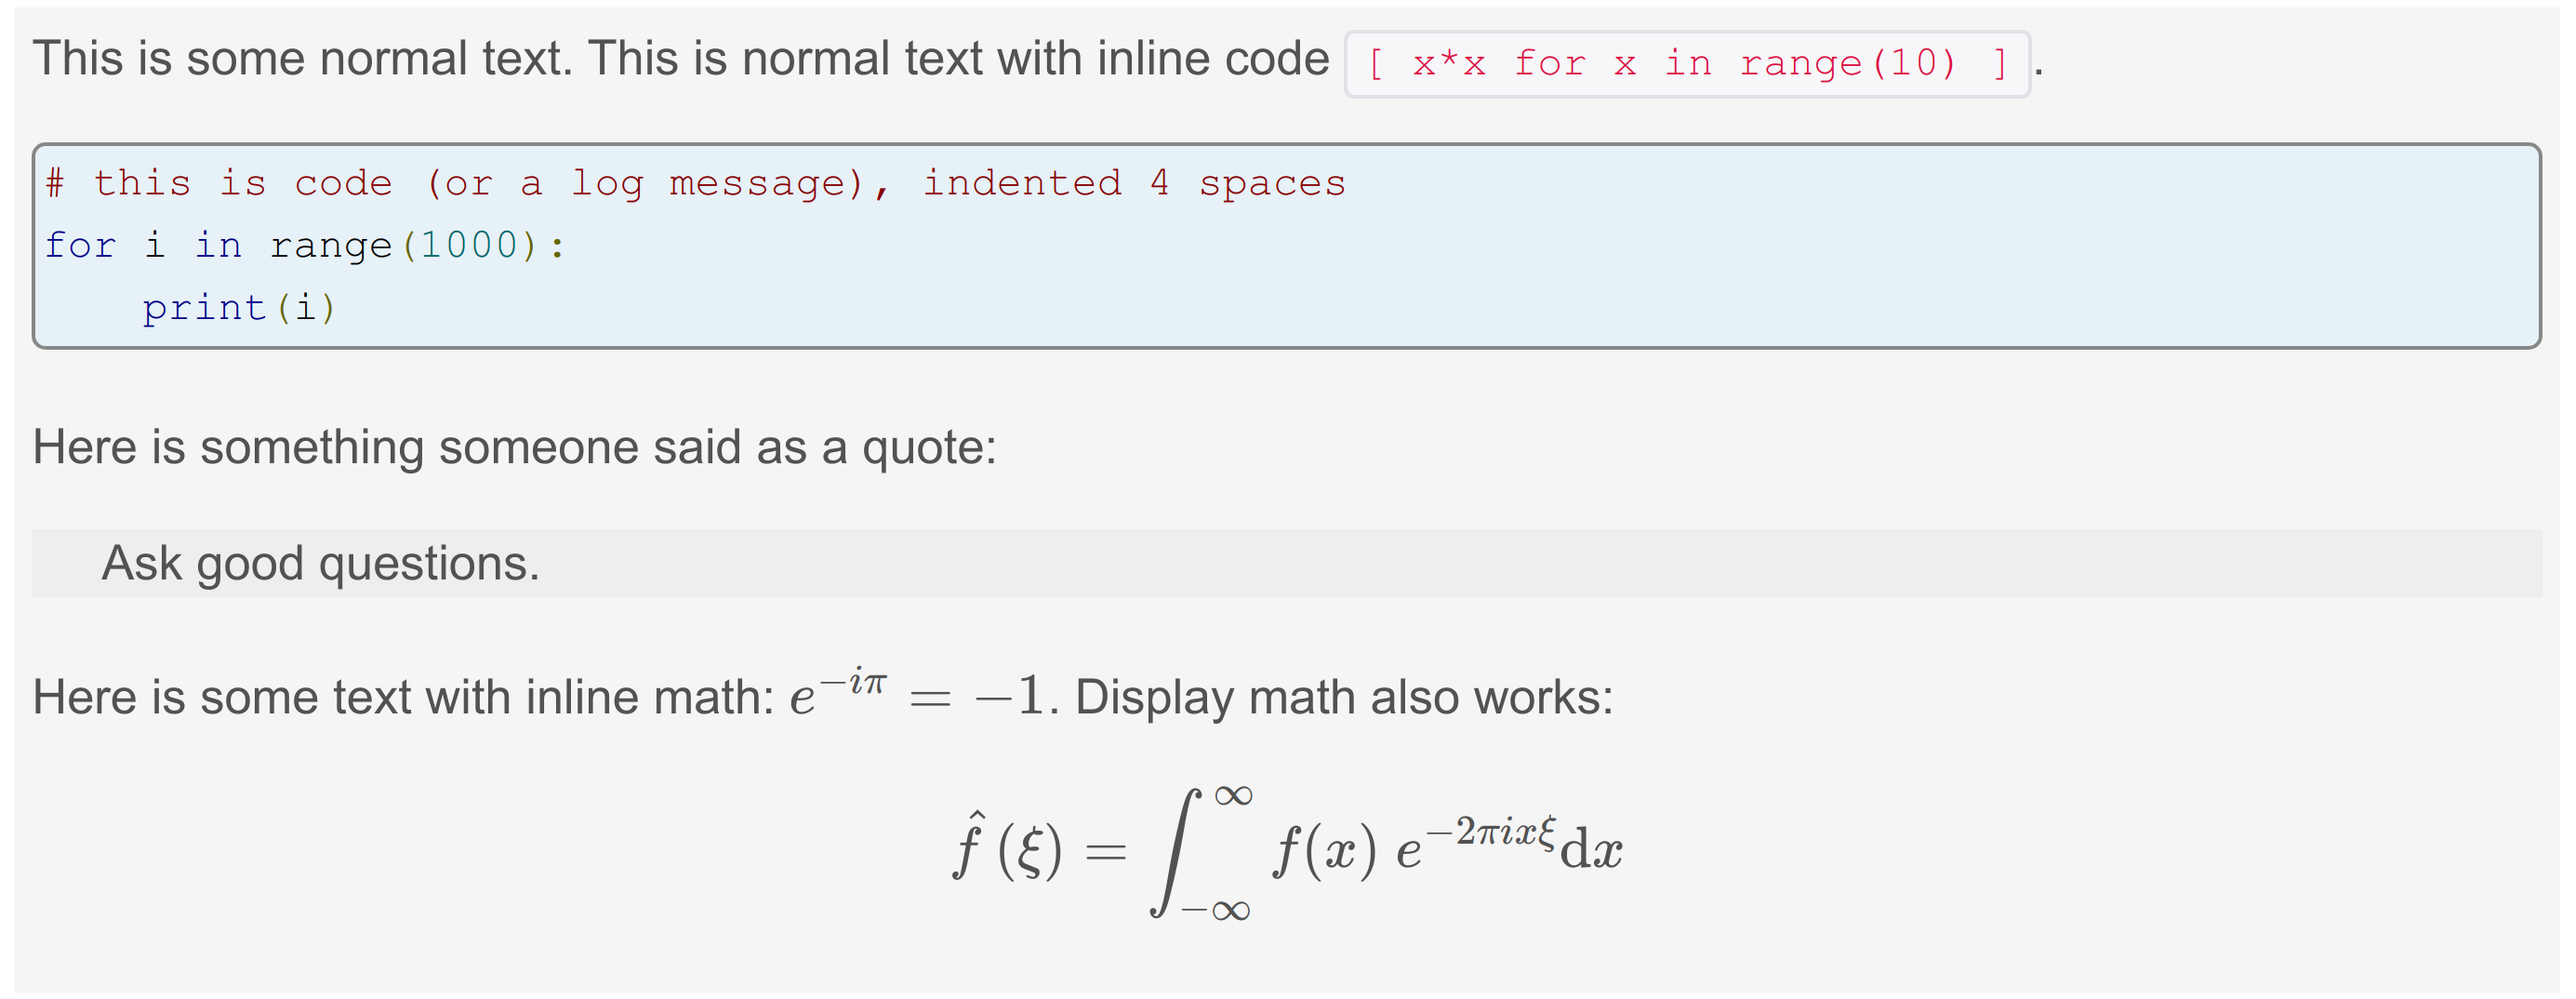 This is some normal text. This is normal text with inline code [ x*x for x in range(10) ].
# this is code (or a log message), indented 4 spaces
for i in range(1000):
    print(i)
Here is something someone said as a quote:
Ask good questions.
Here is some text with inline math: $e^{-i\pi} = -1$. Display math also works:
$$\hat{f}(\xi) = \int_{-\infty}^{\infty} f(x)\, e^{-2\pi i x \xi} \mathrm{d}x$$